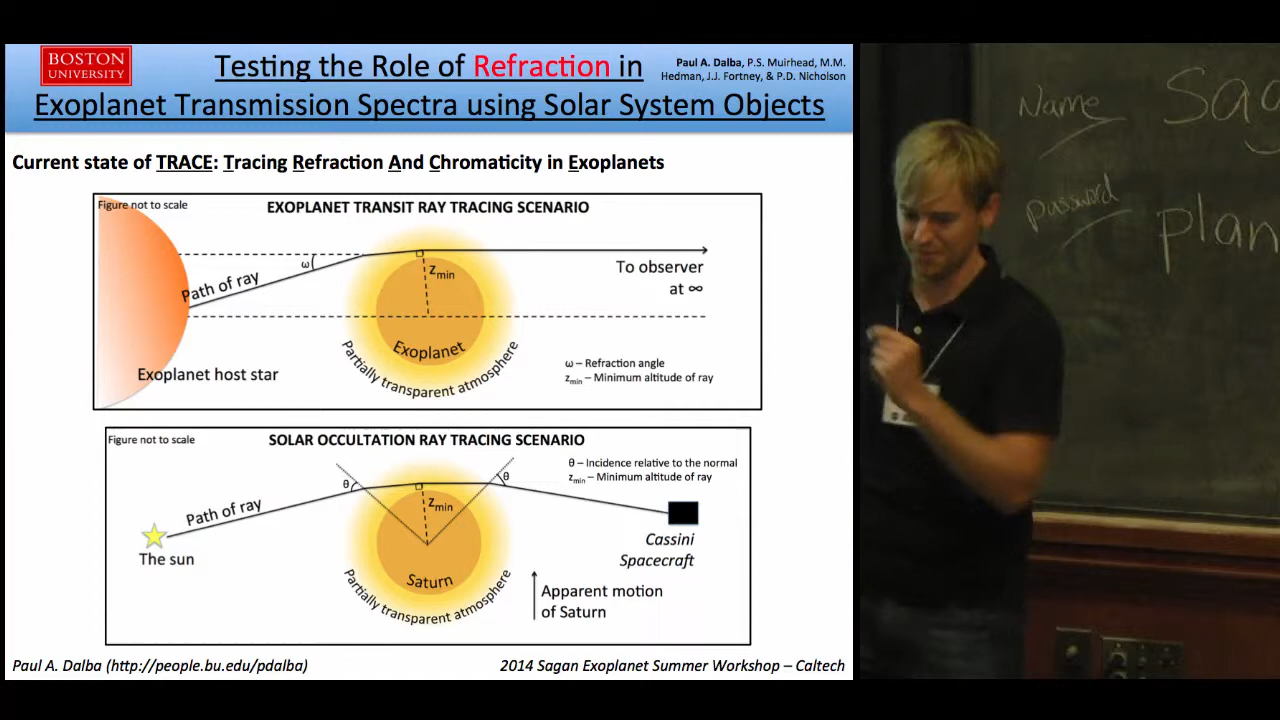 BOSTON
UNIVERSITY
Testing the Role of Refraction in
Exoplanet Transmission Spectra using Solar System Objects
Paul A. Dalba, P.S. Muirhead, M.M.
Hedman, J.J. Fortney, & P.D. Nicholson
Current state of TRACE: Tracing Refraction And Chromaticity in Exoplanets
Figure not to scale
EXOPLANET TRANSIT RAY TRACING SCENARIO
ω
Path of ray
zmin
To observer
at ∞
Exoplanet
Partially transparent atmosphere
Exoplanet host star
ω – Refraction angle
zmin – Minimum altitude of ray
Figure not to scale
SOLAR OCCULTATION RAY TRACING SCENARIO
θ – Incidence relative to the normal
zmin – Minimum altitude of ray
θ
θ
Path of ray
zmin
The sun
Cassini
Spacecraft
Saturn
Partially transparent atmosphere
Apparent motion
of Saturn
Paul A. Dalba (http://people.bu.edu/pdalba)
2014 Sagan Exoplanet Summer Workshop – Caltech
Name Sag
Password plan